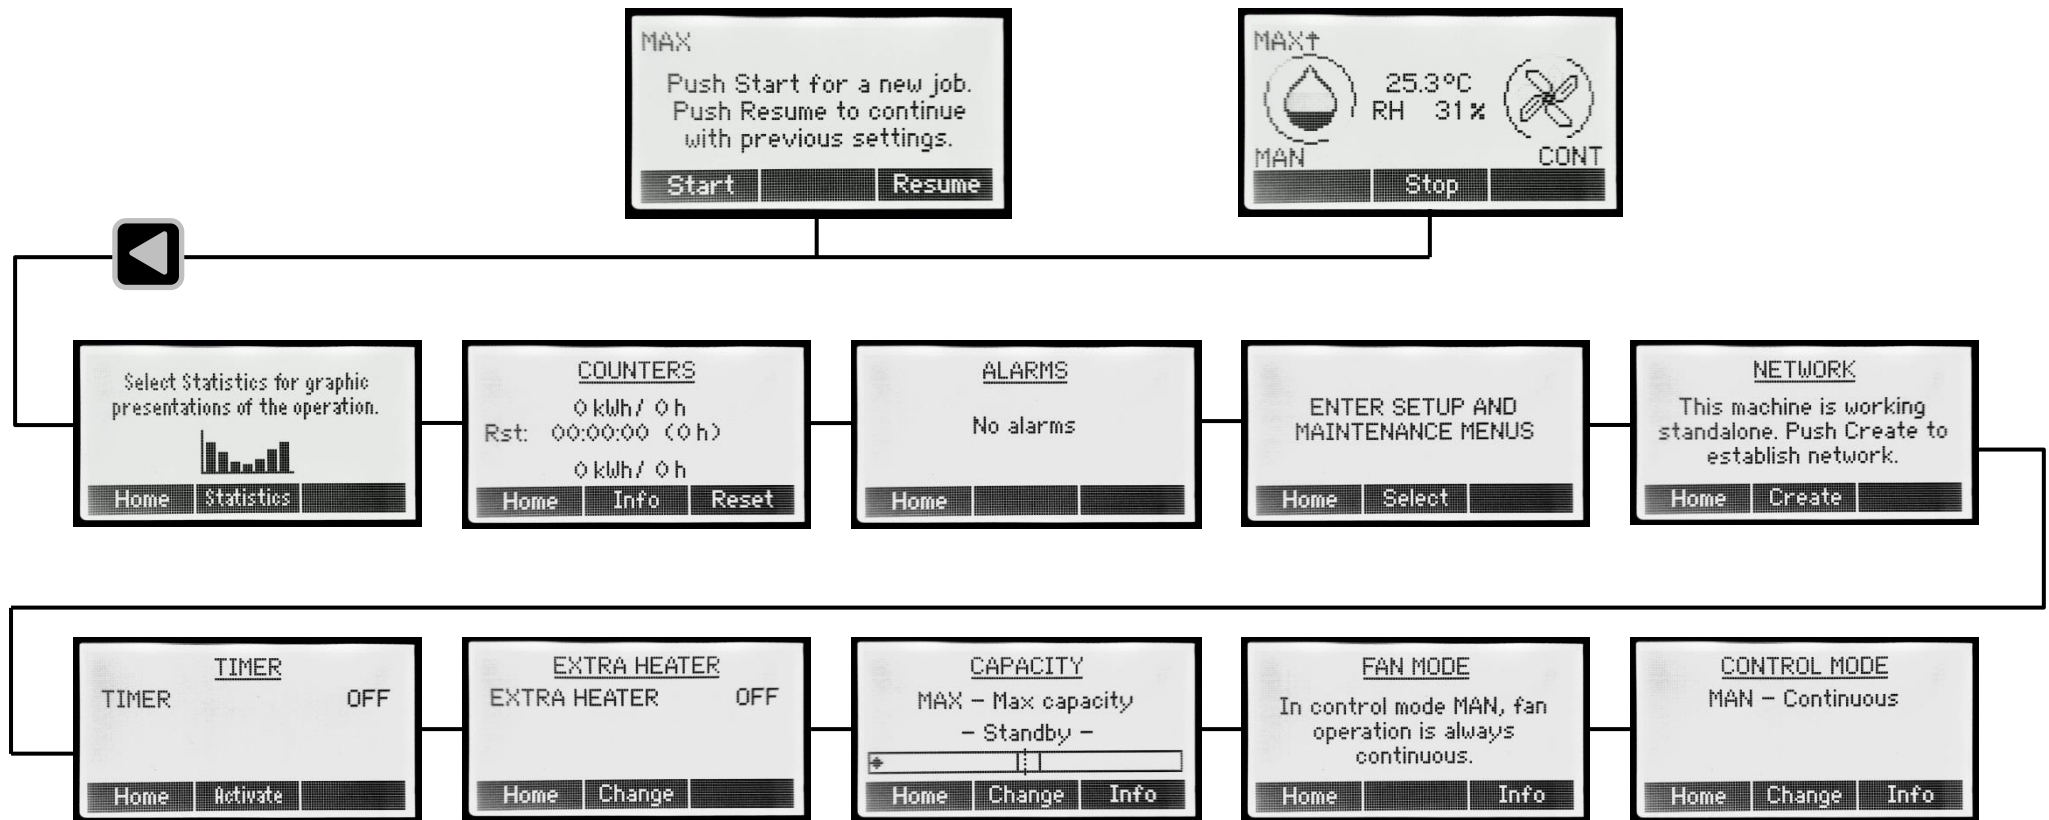 MAX
Push Start for a new job.
Push Resume to continue
with previous settings.
Start Resume
MAX↑
25.3°C
RH 31%
MAN CONT
Stop
Select Statistics for graphic
presentations of the operation.
Home Statistics
COUNTERS
0 kWh/ 0 h
Rst: 00:00:00 (0 h)
0 kWh/ 0 h
Home Info Reset
ALARMS
No alarms
Home
ENTER SETUP AND
MAINTENANCE MENUS
Home Select
NETWORK
This machine is working
standalone. Push Create to
establish network.
Home Create
TIMER
TIMER OFF
Home Activate
EXTRA HEATER
EXTRA HEATER OFF
Home Change
CAPACITY
MAX – Max capacity
– Standby –
Home Change Info
FAN MODE
In control mode MAN, fan
operation is always
continuous.
Home Info
CONTROL MODE
MAN – Continuous
Home Change Info